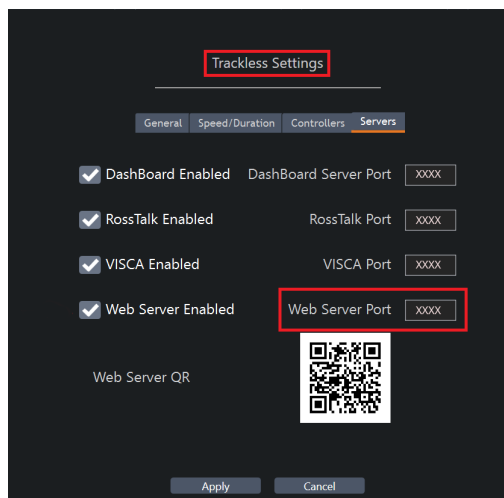 Trackless Settings
General Speed/Duration Controllers Servers
DashBoard Enabled DashBoard Server Port XXXX
RossTalk Enabled RossTalk Port XXXX
VISCA Enabled VISCA Port XXXX
Web Server Enabled Web Server Port XXXX
Web Server QR
Apply Cancel